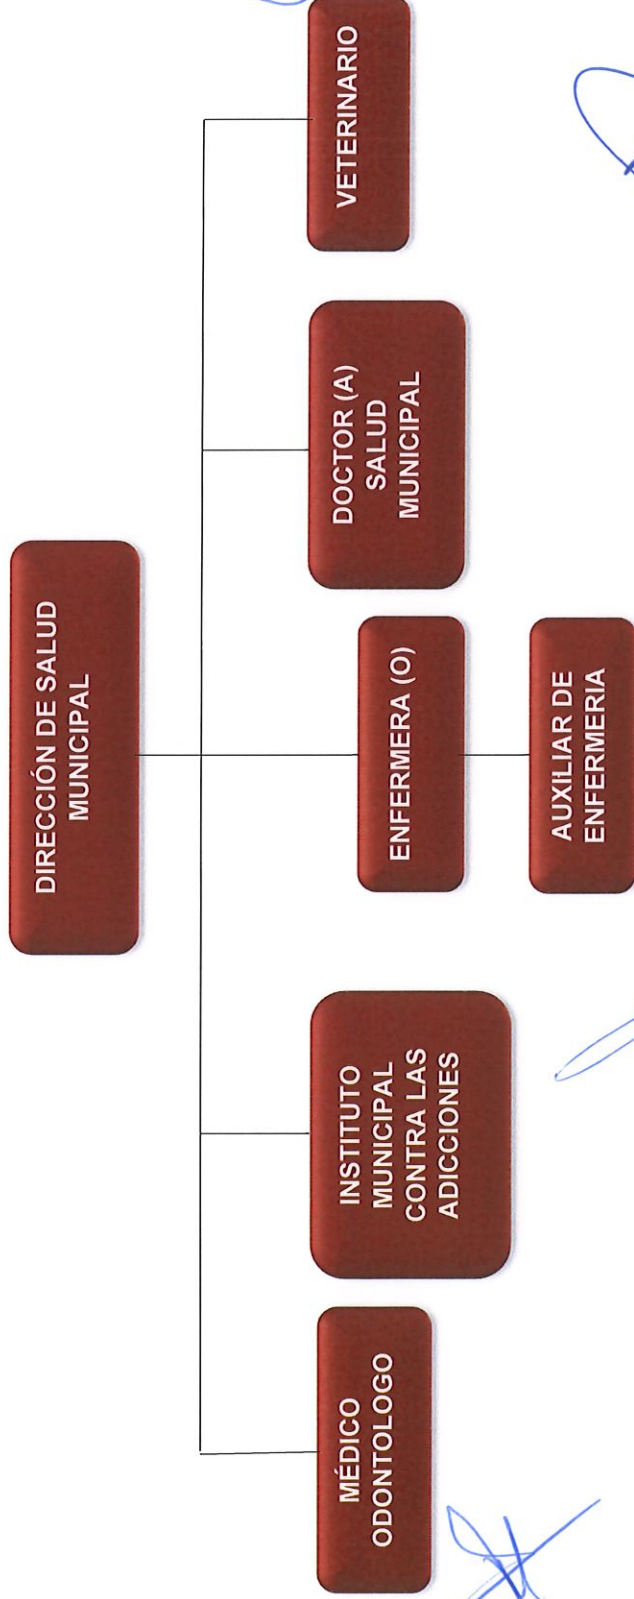 DIRECCIÓN DE SALUD
MUNICIPAL
MÉDICO
ODONTOLOGO
INSTITUTO
MUNICIPAL
CONTRA LAS
ADICCIONES
ENFERMERA (O)
AUXILIAR DE
ENFERMERIA
DOCTOR (A)
SALUD
MUNICIPAL
VETERINARIO